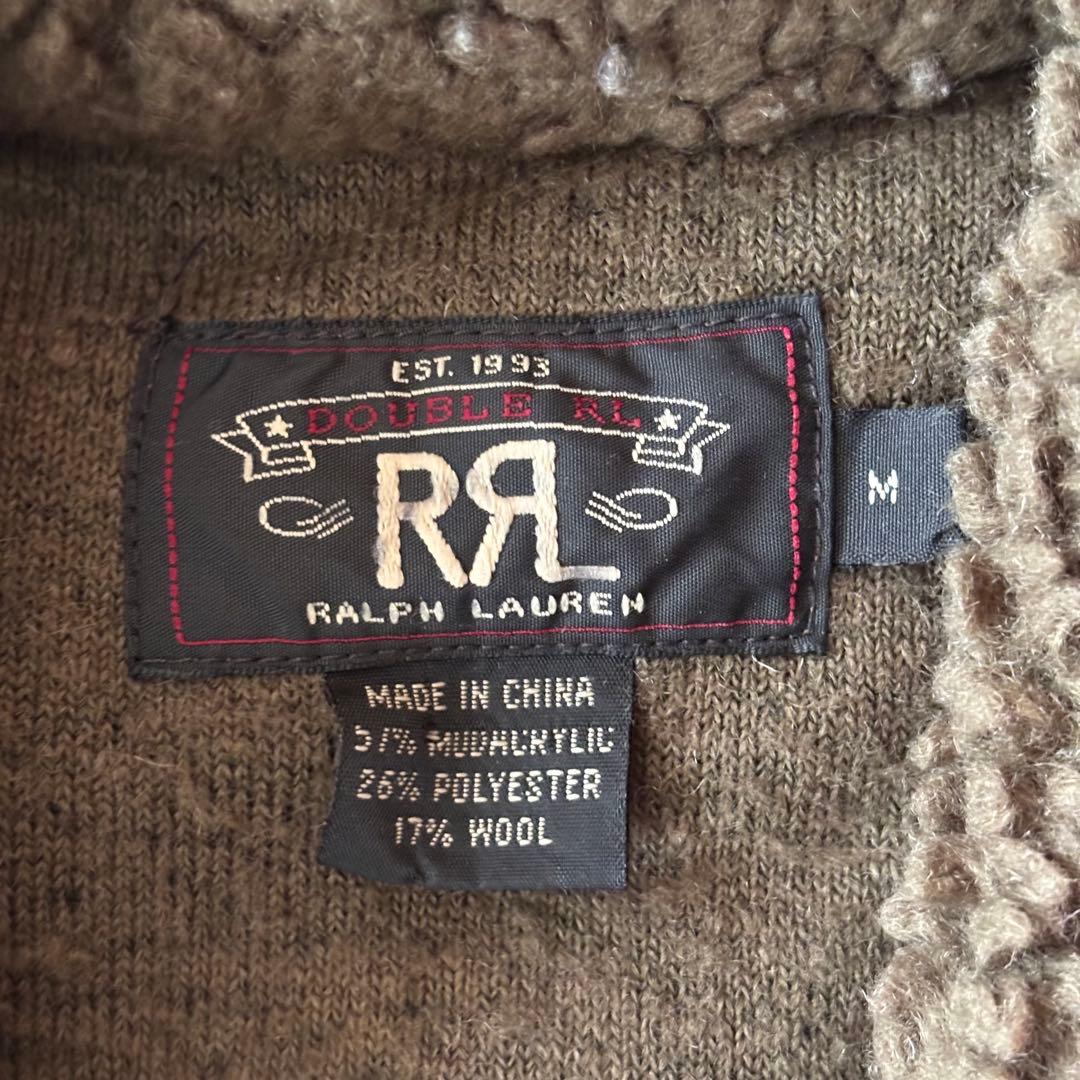 EST. 1993
DOUBLE RL
RRL
RALPH LAUREN
M
MADE IN CHINA
57% MODACRYLIC
26% POLYESTER
17% WOOL